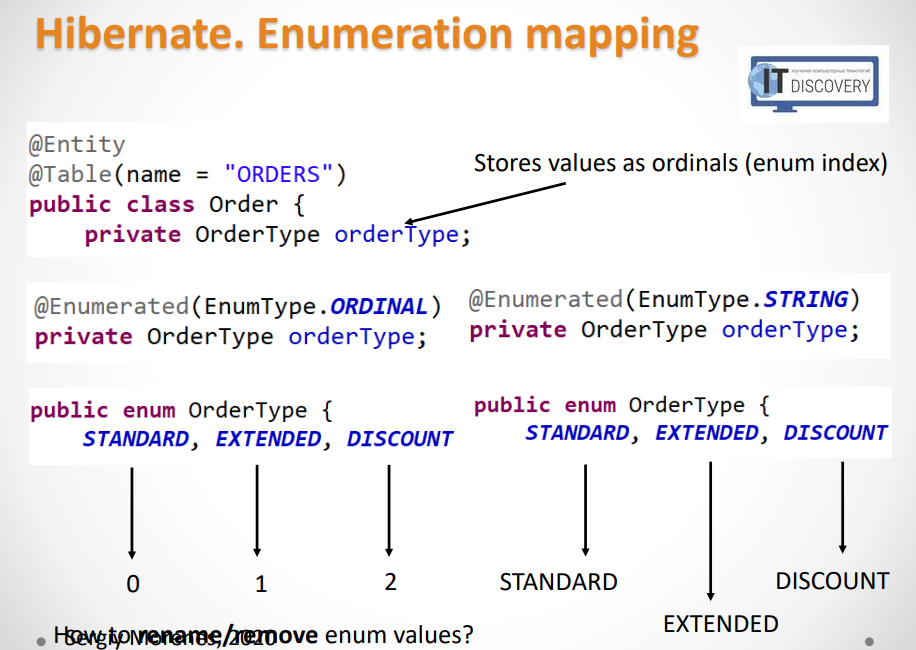 Hibernate. Enumeration mapping
изучение компьютерных технологий
IT DISCOVERY
@Entity
@Table(name = "ORDERS")
public class Order {
private OrderType orderType;
Stores values as ordinals (enum index)
@Enumerated(EnumType.ORDINAL)
private OrderType orderType;
@Enumerated(EnumType.STRING)
private OrderType orderType;
public enum OrderType {
STANDARD, EXTENDED, DISCOUNT
public enum OrderType {
STANDARD, EXTENDED, DISCOUNT
0 1 2
STANDARD
DISCOUNT
EXTENDED
How to rename/remove enum values?
Sergiy Morenets, 2020